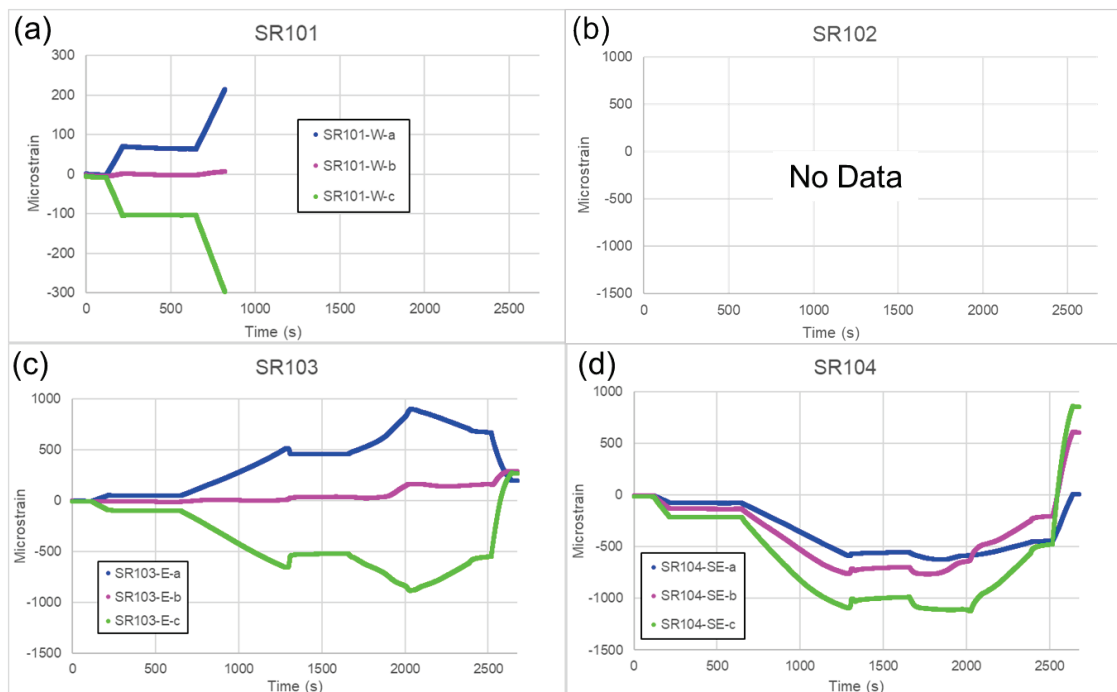 (a)
SR101
300
200
100
0
-100
-200
-300
Microstrain
SR101-W-a
SR101-W-b
SR101-W-c
0 500 1000 1500 2000 2500
Time (s)
(b)
SR102
1000
500
0
-500
-1000
-1500
Microstrain
No Data
0 500 1000 1500 2000 2500
Time (s)
(c)
SR103
1000
500
0
-500
-1000
-1500
Microstrain
SR103-E-a
SR103-E-b
SR103-E-c
0 500 1000 1500 2000 2500
Time (s)
(d)
SR104
1000
500
0
-500
-1000
-1500
Microstrain
SR104-SE-a
SR104-SE-b
SR104-SE-c
0 500 1000 1500 2000 2500
Time (s)